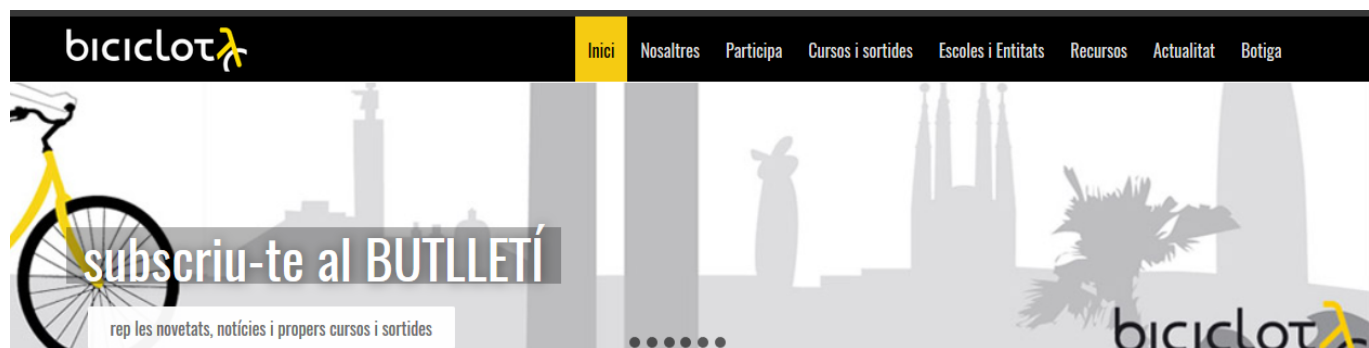 biciclot
Inici Nosaltres Participa Cursos i sortides Escoles i Entitats Recursos Actualitat Botiga
subscriu-te al BUTLLETÍ
rep les novetats, notícies i propers cursos i sortides
biciclot